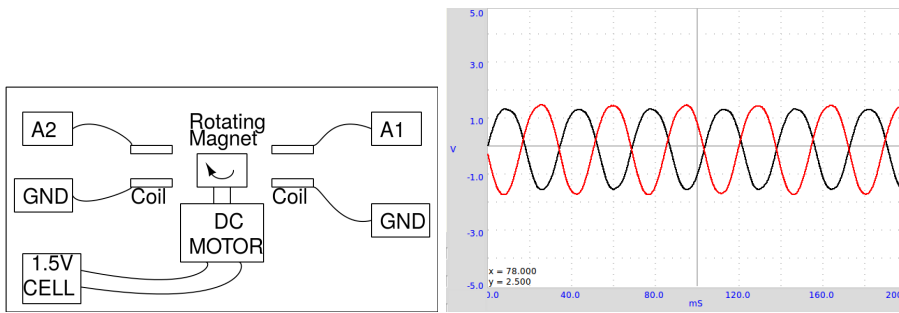 A2
Rotating
Magnet
A1
GND
Coil
Coil
GND
DC
MOTOR
1.5V
CELL
5.0
3.0
1.0
V
-1.0
-3.0
-5.0
x = 78.000
y = 2.500
0.0
40.0
80.0
120.0
160.0
200
mS